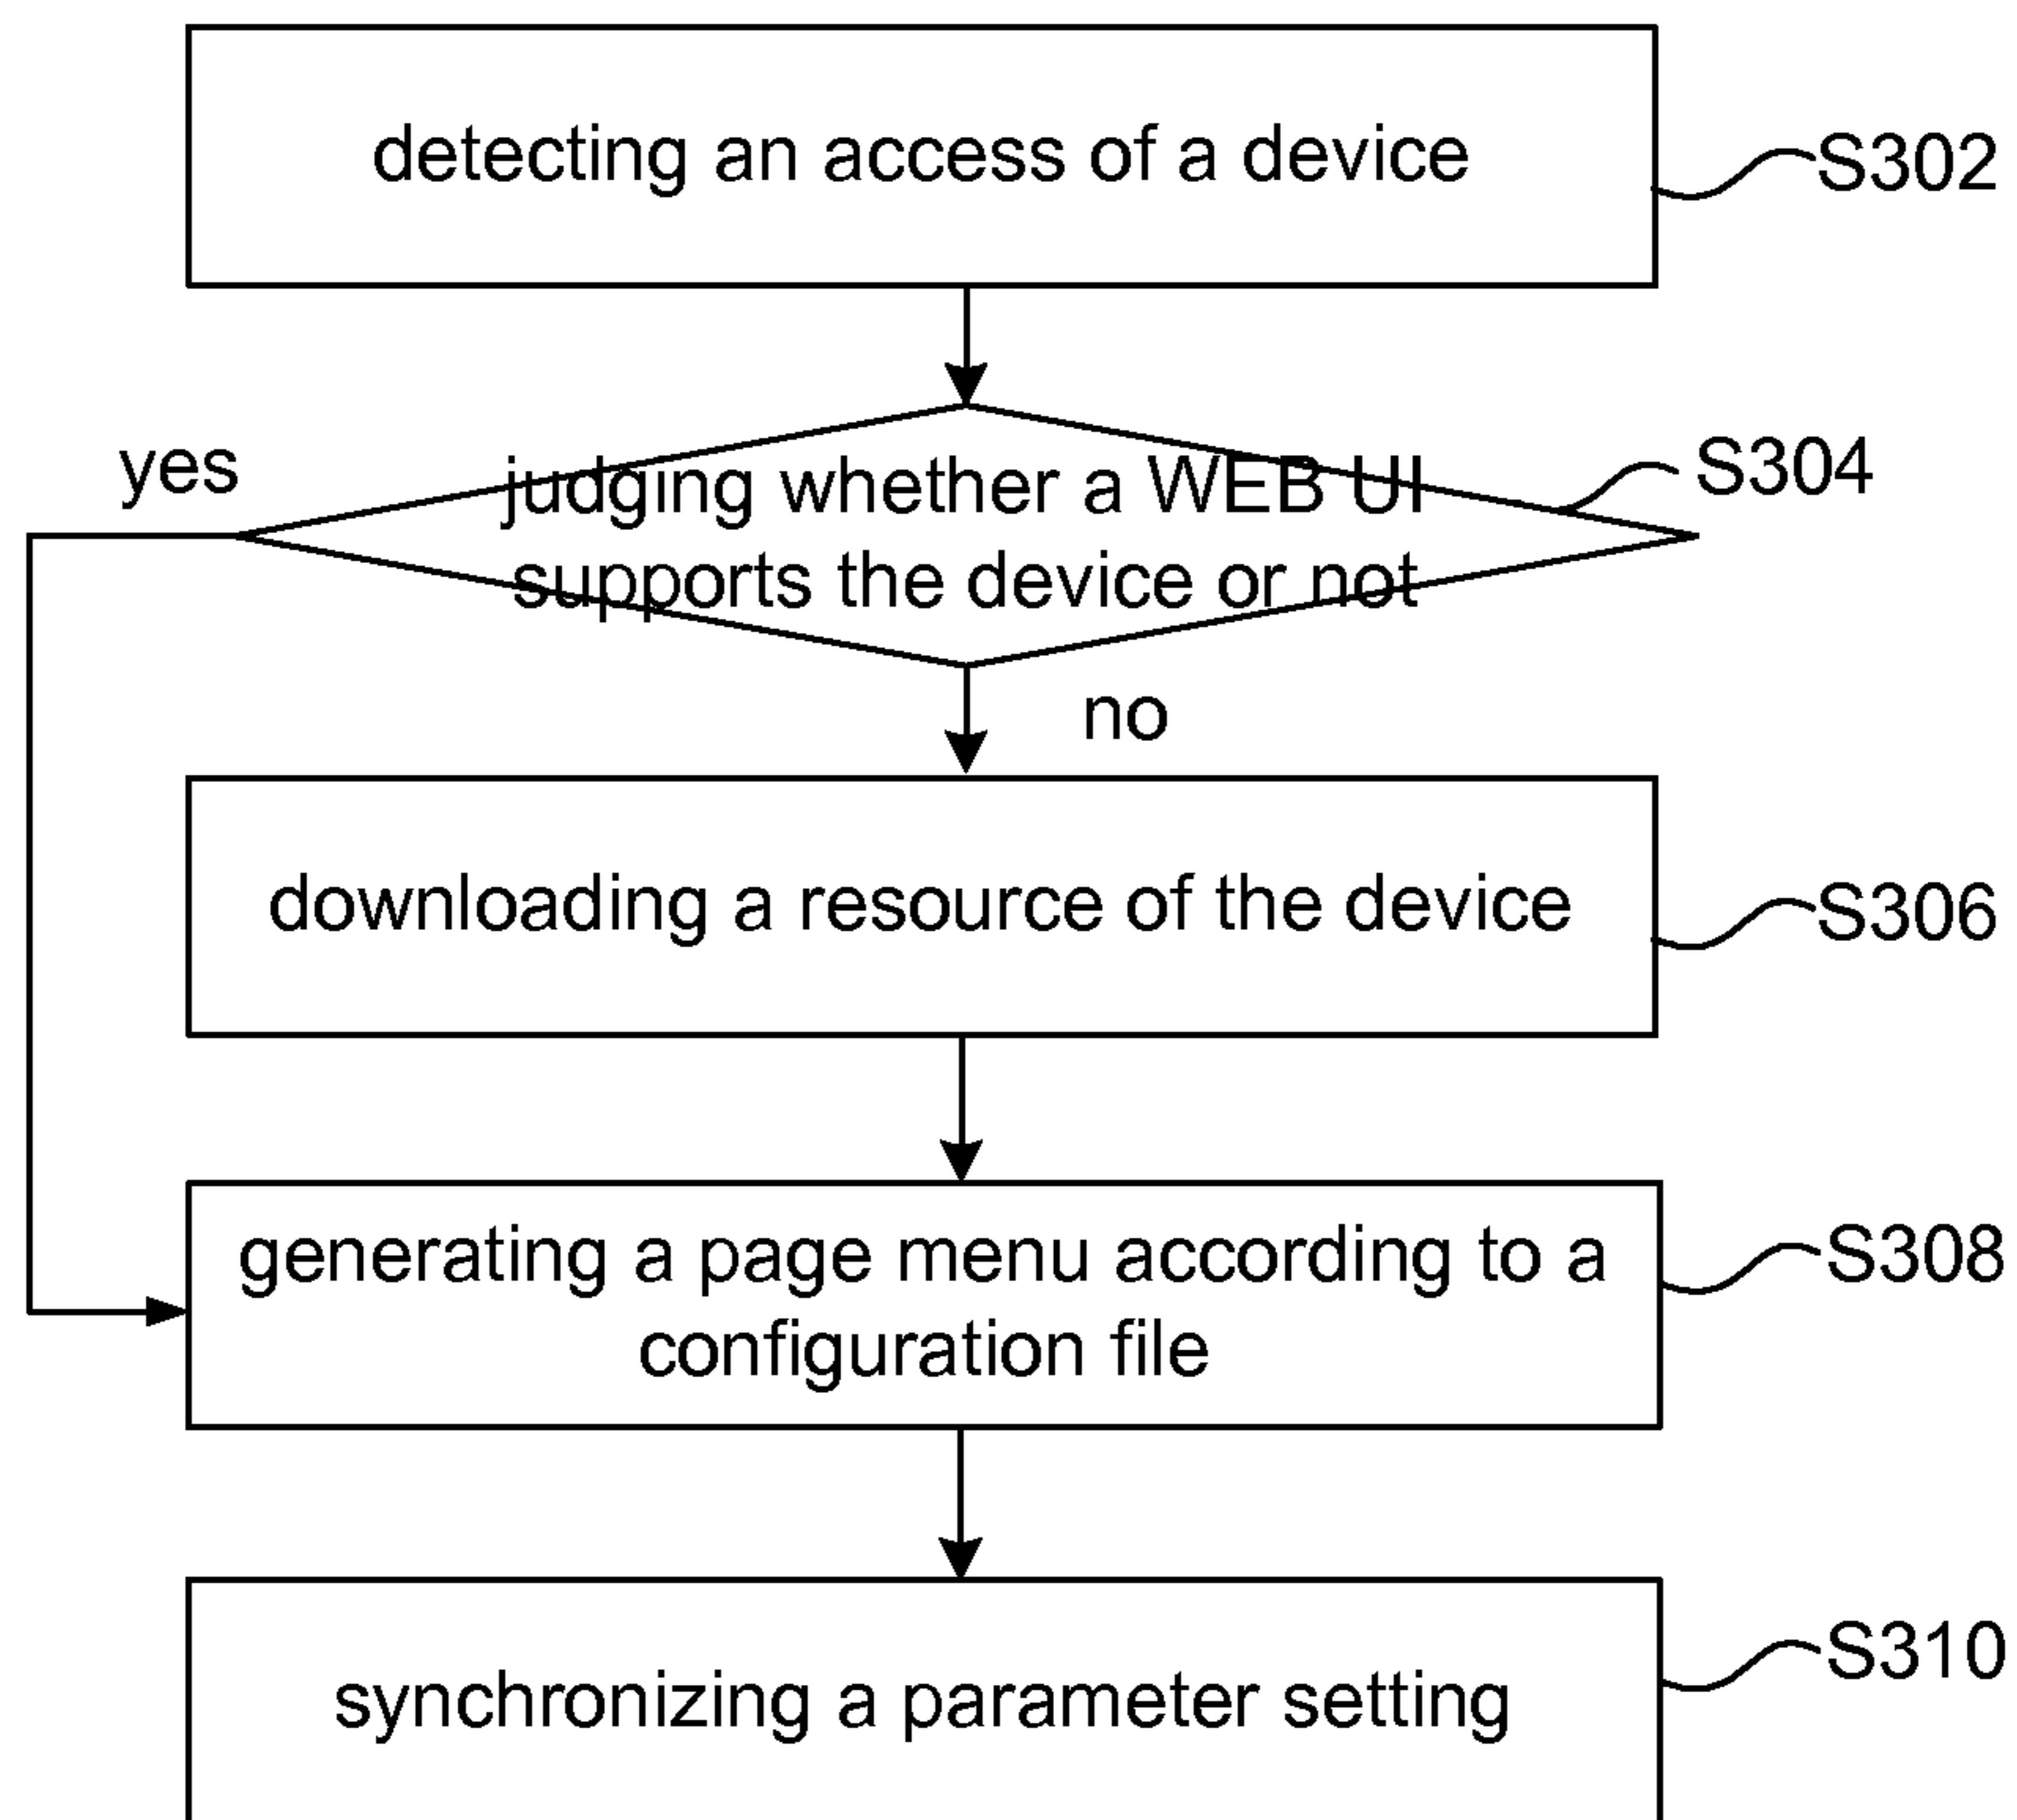 detecting an access of a device
S302
yes
judging whether a WEB UI
supports the device or not
S304
no
downloading a resource of the device
S306
generating a page menu according to a
configuration file
S308
synchronizing a parameter setting
S310